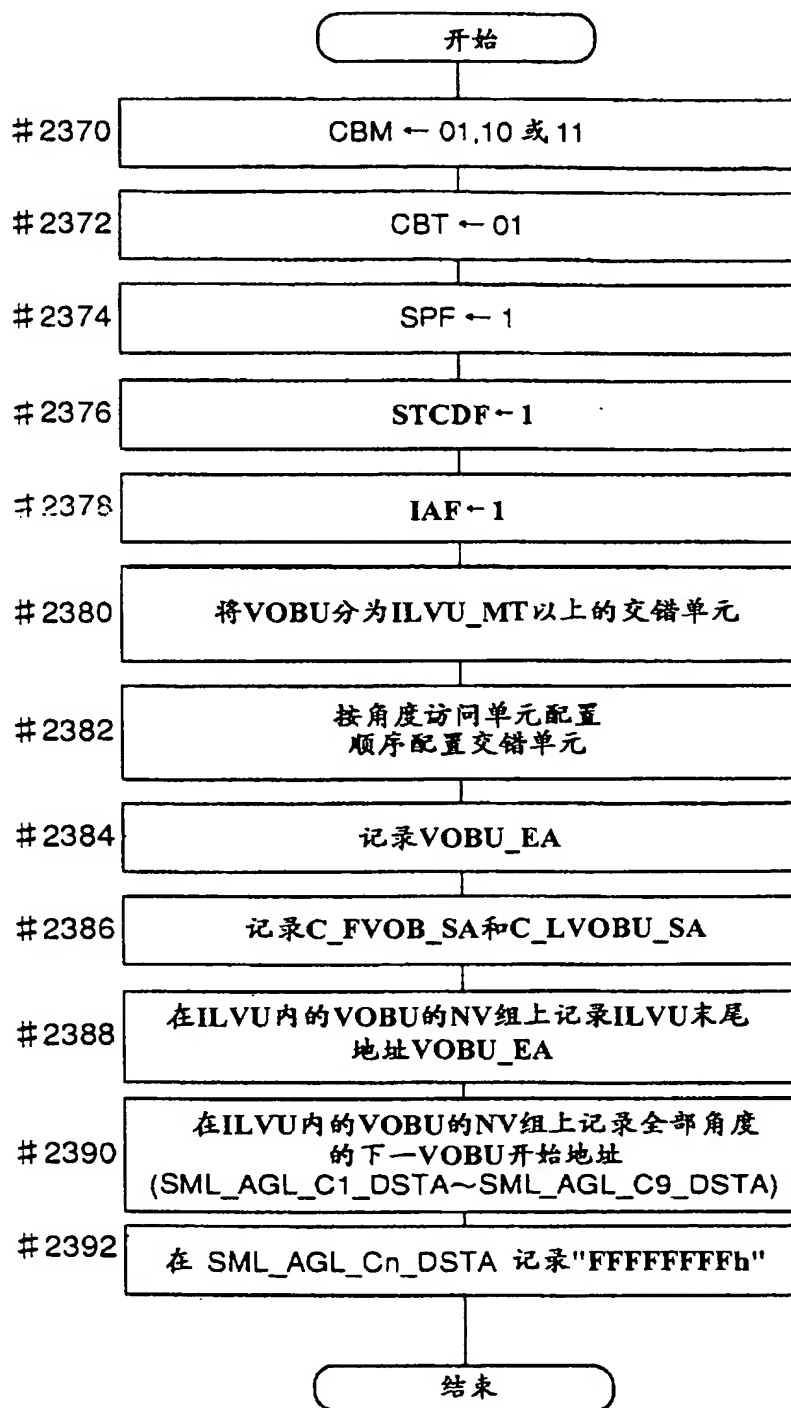 开始
#2370
CBM ← 01,10 或 11
#2372
CBT ← 01
#2374
SPF ← 1
#2376
STCDF ← 1
#2378
IAF ← 1
#2380
将VOBU分为ILVU_MT以上的交错单元
#2382
按角度访问单元配置
顺序配置交错单元
#2384
记录VOBU_EA
#2386
记录C_FVOB_SA和C_LVOBU_SA
#2388
在ILVU内的VOBU的NV组上记录ILVU末尾
地址VOBU_EA
#2390
在ILVU内的VOBU的NV组上记录全部角度
的下一VOBU开始地址
(SML_AGL_C1_DSTA～SML_AGL_C9_DSTA)
#2392
在 SML_AGL_Cn_DSTA 记录"FFFFFFFFh"
结束